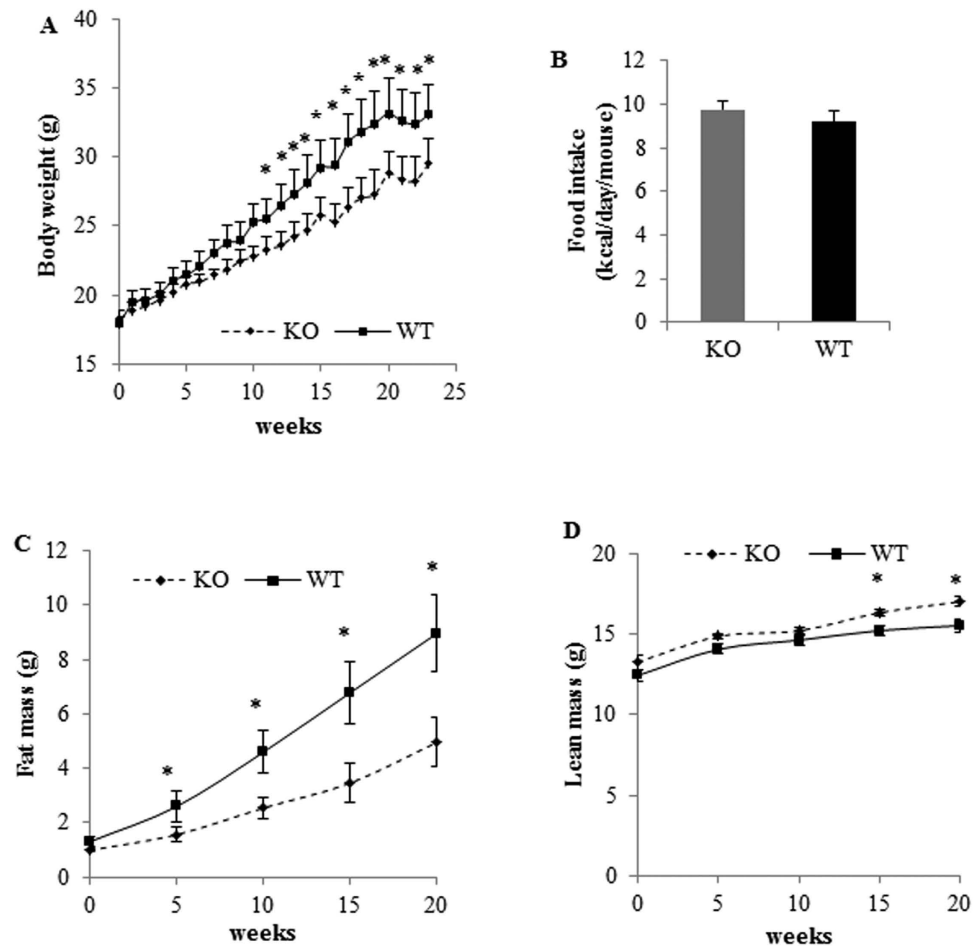 A
Body weight (g)
40
35
30
25
20
15
* * * * * * * * * * * * *
KO WT
0 5 10 15 20 25
weeks
B
Food intake
(kcal/day/mouse)
12
10
8
6
4
2
0
KO WT
C
Fat mass (g)
12
10
8
6
4
2
0
KO WT
* * * *
0 5 10 15 20
weeks
D
Lean mass (g)
20
15
10
5
0
KO WT
* *
0 5 10 15 20
weeks